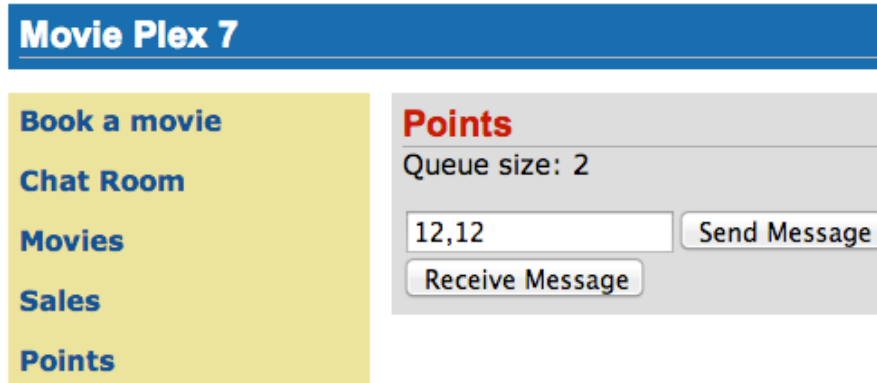 Movie Plex 7
Book a movie
Chat Room
Movies
Sales
Points
Points
Queue size: 2
12,12 Send Message
Receive Message